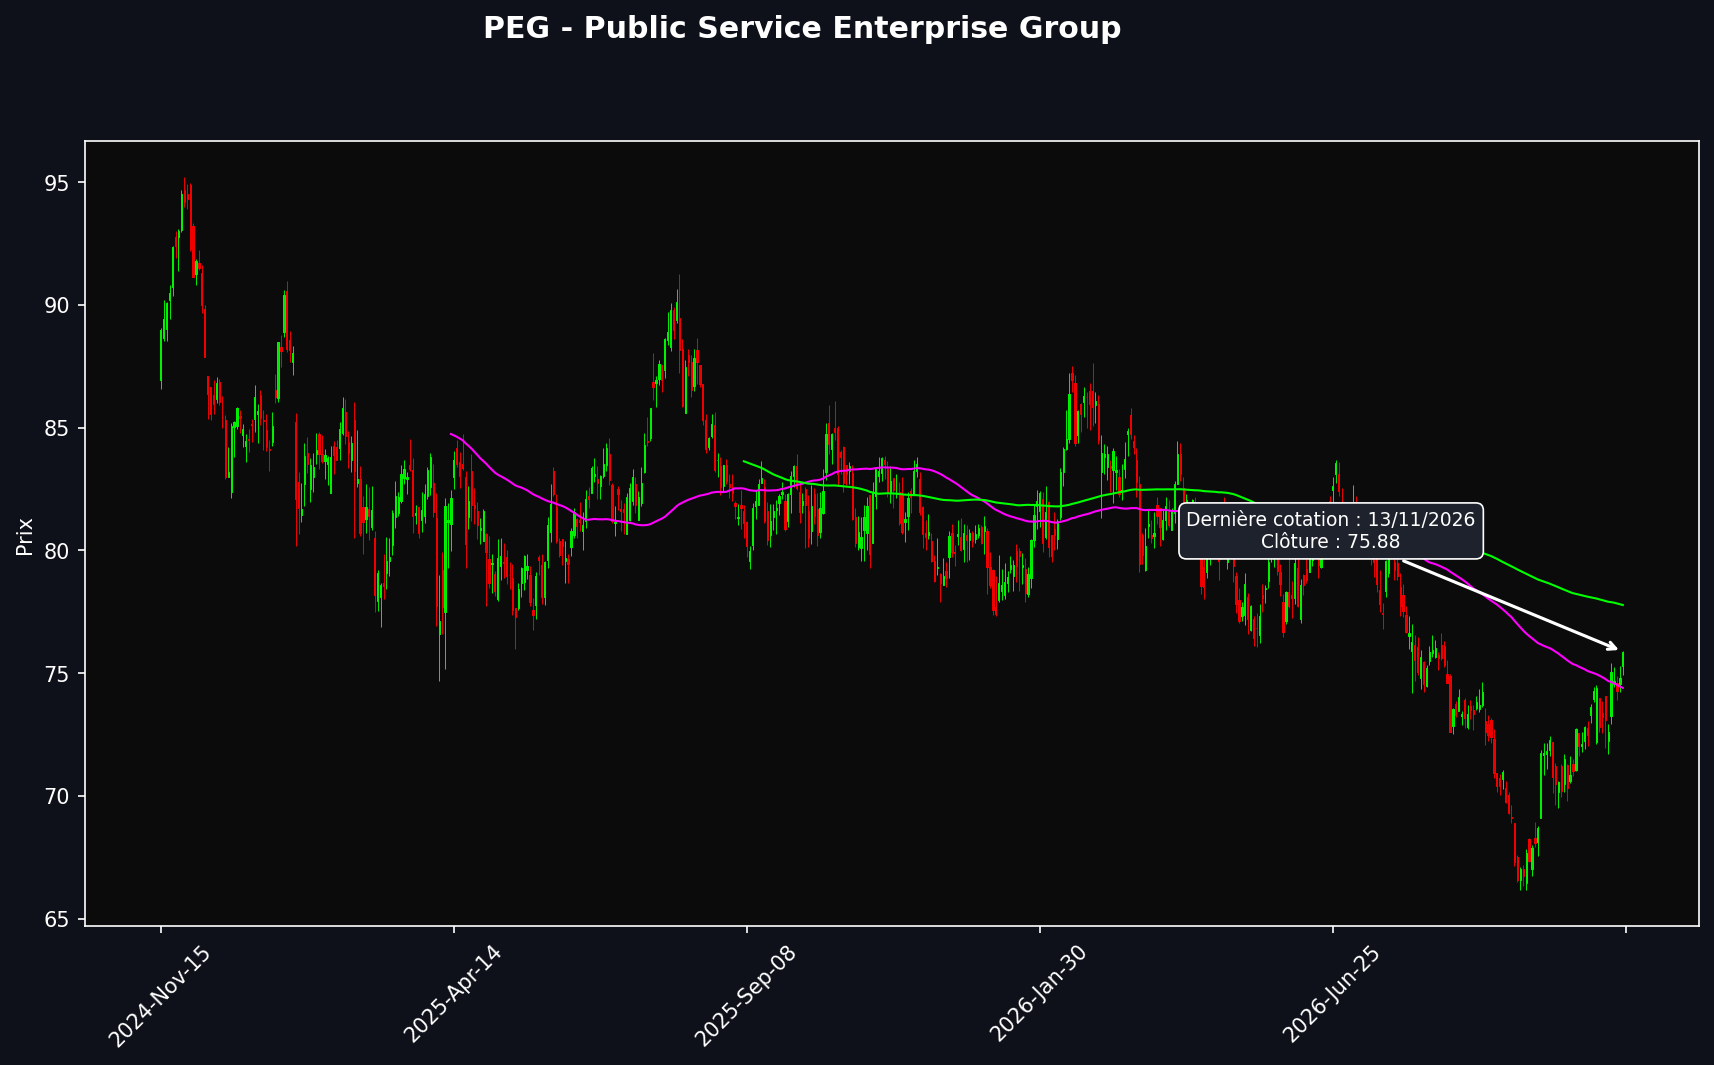 PEG - Public Service Enterprise Group
Prix
95
90
85
80
75
70
65
Dernière cotation : 13/11/2026
Clôture : 75.88
2024-Nov-15
2025-Apr-14
2025-Sep-08
2026-Jan-30
2026-Jun-25